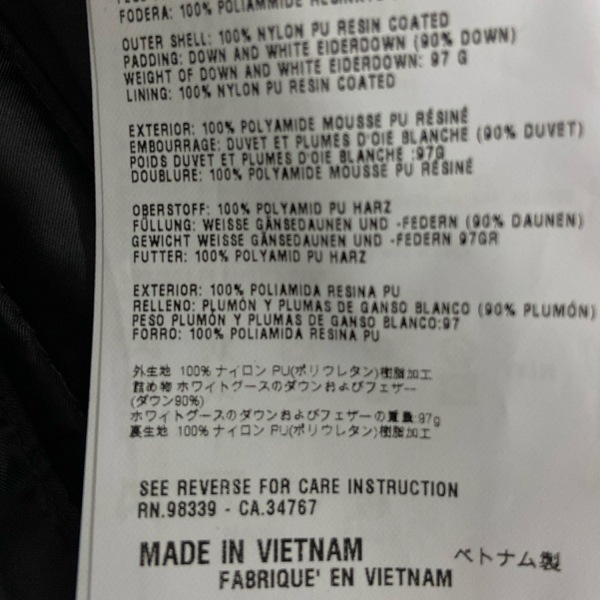 FODERA: 100% POLIAMMIDE
OUTER SHELL: 100% NYLON PU RESIN COATED
PADDING: DOWN AND WHITE EIDERDOWN (90% DOWN)
WEIGHT OF DOWN AND WHITE EIDERDOWN: 97 G
LINING: 100% NYLON PU RESIN COATED
EXTERIOR: 100% POLYAMIDE MOUSSE PU RÉSINÉ
EMBOURRAGE: DUVET ET PLUMES D'OIE BLANCHE (90% DUVET)
POIDS DUVET ET PLUMES D'OIE BLANCHE :97G
DOUBLURE: 100% POLYAMIDE MOUSSE PU RÉSINÉ
OBERSTOFF: 100% POLYAMID PU HARZ
FÜLLUNG: WEISSE GÄNSEDAUNEN UND -FEDERN (90% DAUNEN)
GEWICHT WEISSE GÄNSEDAUNEN UND -FEDERN 97GR
FUTTER: 100% POLYAMID PU HARZ
EXTERIOR: 100% POLIAMIDA RESINA PU
RELLENO: PLUMÓN Y PLUMAS DE GANSO BLANCO (90% PLUMÓN)
PESO PLUMÓN Y PLUMAS DE GANSO BLANCO:97
FORRO: 100% POLIAMIDA RESINA PU
外生地 100%ナイロン PU(ポリウレタン)樹脂加工
詰め物 ホワイトグースのダウンおよびフェザー
(ダウン90%)
ホワイトグースのダウンおよびフェザーの重量:97g
裏生地 100%ナイロン PU(ポリウレタン)樹脂加工
SEE REVERSE FOR CARE INSTRUCTION
RN.98339 - CA.34767
MADE IN VIETNAM ベトナム製
FABRIQUE' EN VIETNAM